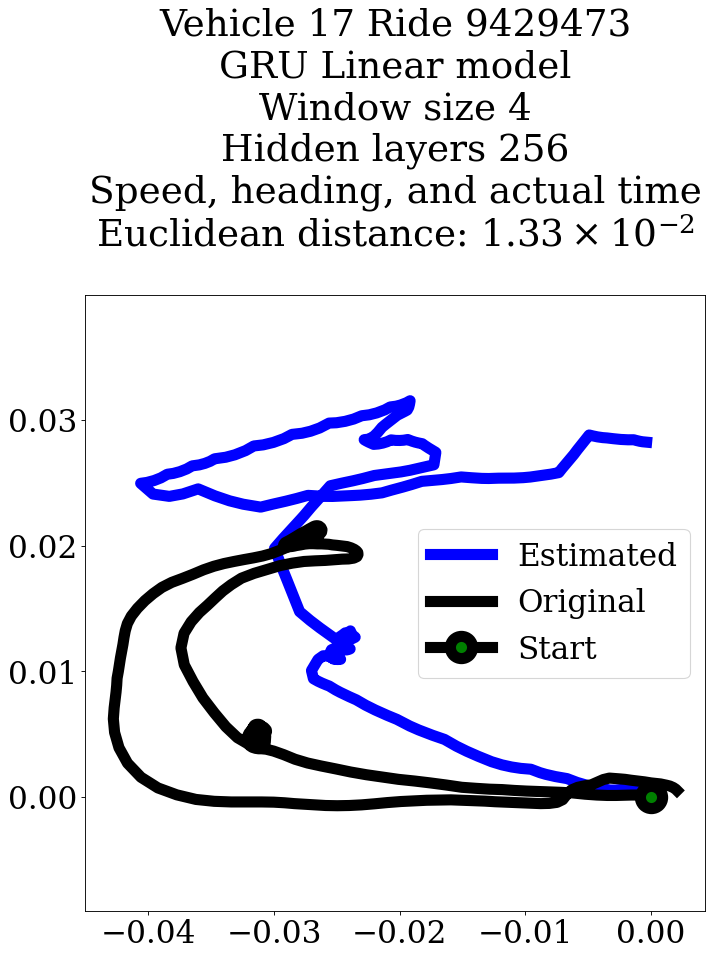 Vehicle 17 Ride 9429473
GRU Linear model
Window size 4
Hidden layers 256
Speed, heading, and actual time
Euclidean distance: 1.33 × 10⁻²
0.03
0.02
0.01
0.00
Estimated
Original
Start
−0.04 −0.03 −0.02 −0.01 0.00